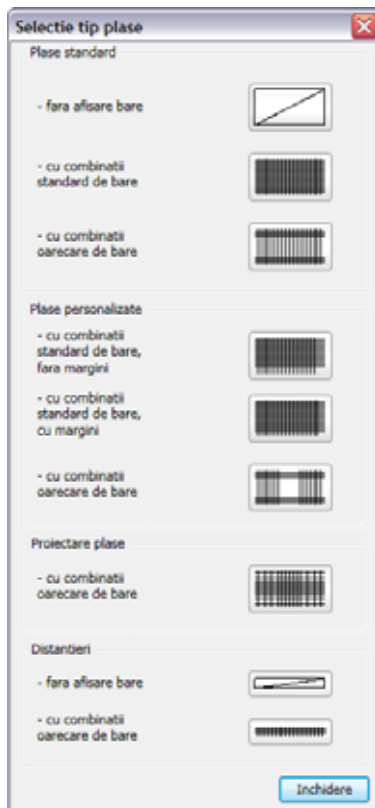 Selectie tip plase
Plase standard
- fara afisare bare
- cu combinatii
standard de bare
- cu combinatii
oarecare de bare
Plase personalizate
- cu combinatii
standard de bare,
fara margini
- cu combinatii
standard de bare,
cu margini
- cu combinatii
oarecare de bare
Proiectare plase
- cu combinatii
oarecare de bare
Distantieri
- fara afisare bare
- cu combinatii
oarecare de bare
Inchidere